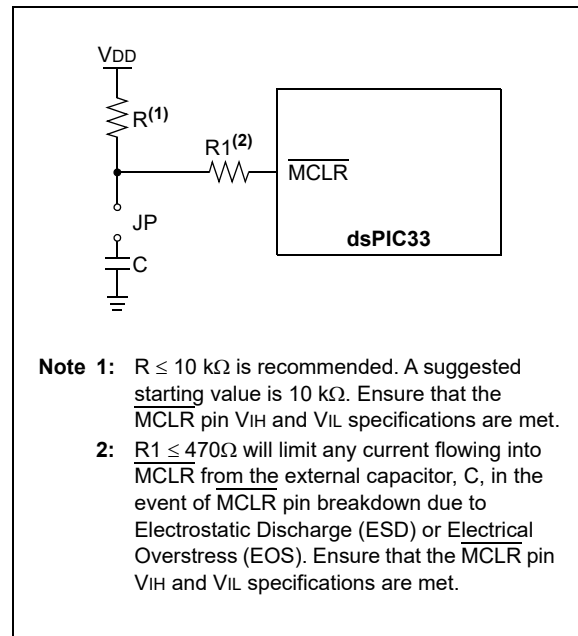 VDD
R(1)
R1(2)
MCLR
JP
dsPIC33
C
Note 1: R ≤ 10 kΩ is recommended. A suggested
starting value is 10 kΩ. Ensure that the
MCLR pin VIH and VIL specifications are met.
2: R1 ≤ 470Ω will limit any current flowing into
MCLR from the external capacitor, C, in the
event of MCLR pin breakdown due to
Electrostatic Discharge (ESD) or Electrical
Overstress (EOS). Ensure that the MCLR pin
VIH and VIL specifications are met.